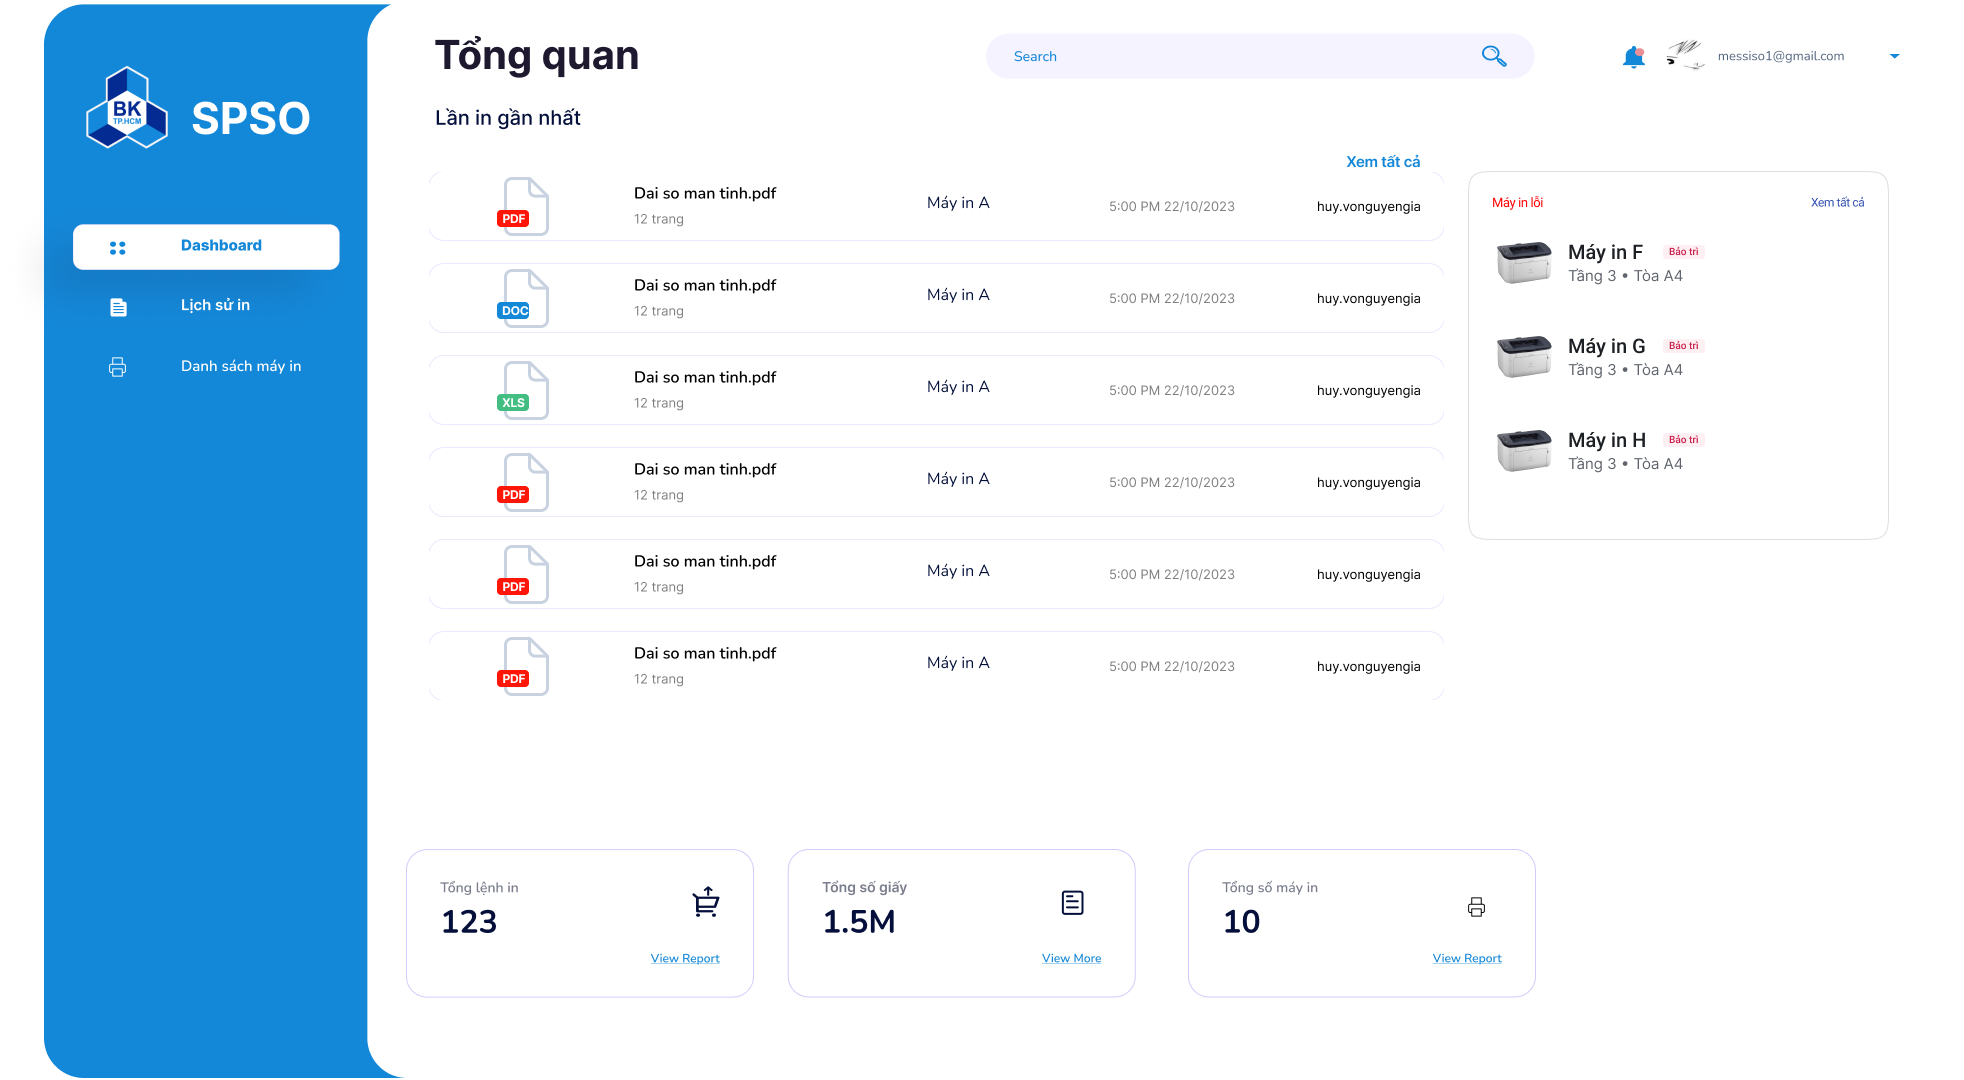 BK
TP.HCM
SPSO
Dashboard
Lịch sử in
Danh sách máy in
Tổng quan
Search
messiso1@gmail.com
Lần in gần nhất
Xem tất cả
PDF
Dai so man tinh.pdf
12 trang
Máy in A
5:00 PM 22/10/2023
huy.vonguyengia
DOC
Dai so man tinh.pdf
12 trang
Máy in A
5:00 PM 22/10/2023
huy.vonguyengia
XLS
Dai so man tinh.pdf
12 trang
Máy in A
5:00 PM 22/10/2023
huy.vonguyengia
PDF
Dai so man tinh.pdf
12 trang
Máy in A
5:00 PM 22/10/2023
huy.vonguyengia
PDF
Dai so man tinh.pdf
12 trang
Máy in A
5:00 PM 22/10/2023
huy.vonguyengia
PDF
Dai so man tinh.pdf
12 trang
Máy in A
5:00 PM 22/10/2023
huy.vonguyengia
Máy in lỗi
Xem tất cả
Máy in F
Bảo trì
Tầng 3 • Tòa A4
Máy in G
Bảo trì
Tầng 3 • Tòa A4
Máy in H
Bảo trì
Tầng 3 • Tòa A4
Tổng lệnh in
123
View Report
Tổng số giấy
1.5M
View More
Tổng số máy in
10
View Report